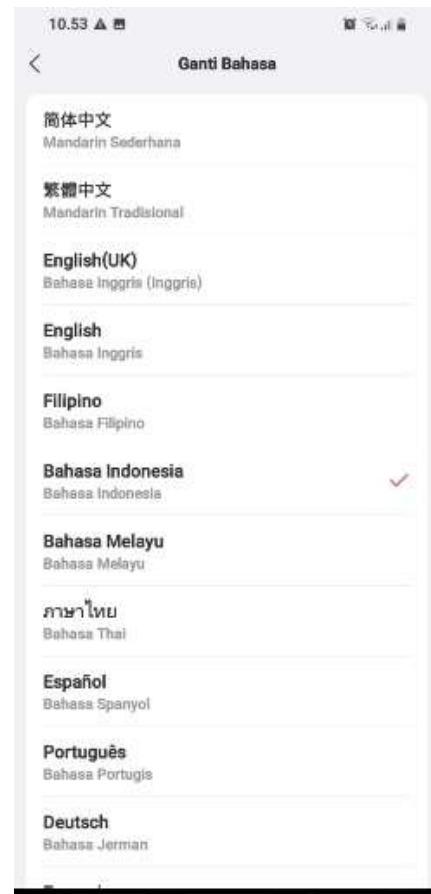 10.53
Ganti Bahasa
简体中文
Mandarin Sederhana
繁體中文
Mandarin Tradisional
English(UK)
Bahasa Inggris (Inggris)
English
Bahasa Inggris
Filipino
Bahasa Filipino
Bahasa Indonesia
Bahasa Indonesia
Bahasa Melayu
Bahasa Melayu
ภาษาไทย
Bahasa Thai
Español
Bahasa Spanyol
Português
Bahasa Portugis
Deutsch
Bahasa Jerman